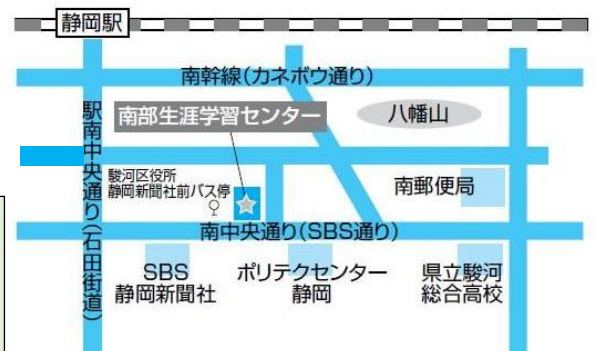 静岡駅
南幹線(カネボウ通り)
駅南中央通り(石田街道)
南部生涯学習センター
八幡山
駿河区役所
静岡新聞社前バス停
南郵便局
南中央通り(SBS通り)
SBS
静岡新聞社
ポリテクセンター
静岡
県立駿河
総合高校